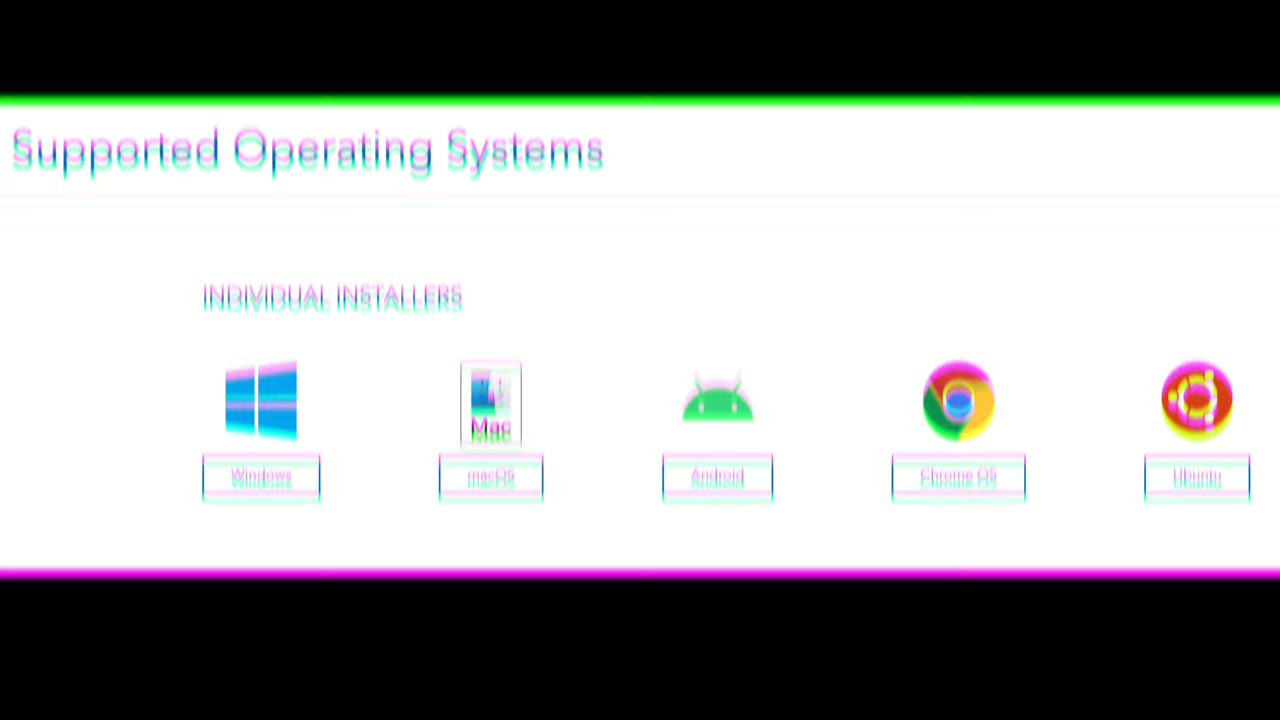 Supported Operating Systems
INDIVIDUAL INSTALLERS
Mac
Windows macOS Android Chrome OS Ubuntu